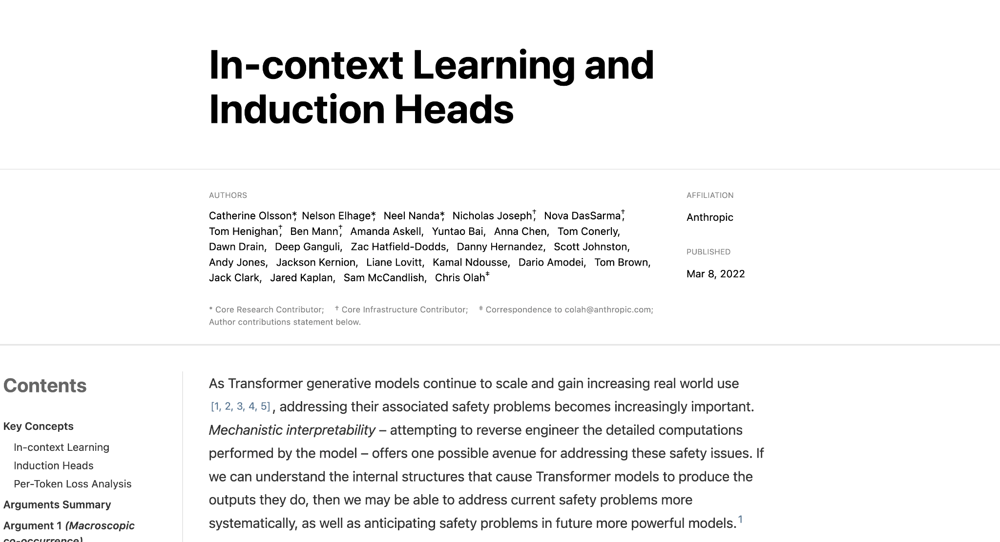 In-context Learning and
Induction Heads
AUTHORS
Catherine Olsson*, Nelson Elhage*, Neel Nanda*, Nicholas Joseph†, Nova DasSarma†,
Tom Henighan†, Ben Mann†, Amanda Askell, Yuntao Bai, Anna Chen, Tom Conerly,
Dawn Drain, Deep Ganguli, Zac Hatfield-Dodds, Danny Hernandez, Scott Johnston,
Andy Jones, Jackson Kernion, Liane Lovitt, Kamal Ndousse, Dario Amodei, Tom Brown,
Jack Clark, Jared Kaplan, Sam McCandlish, Chris Olah‡
* Core Research Contributor; † Core Infrastructure Contributor; ‡ Correspondence to colah@anthropic.com;
Author contributions statement below.
AFFILIATION
Anthropic
PUBLISHED
Mar 8, 2022
Contents
Key Concepts
In-context Learning
Induction Heads
Per-Token Loss Analysis
Arguments Summary
Argument 1 (Macroscopic
co-occurrence)
As Transformer generative models continue to scale and gain increasing real world use
[1, 2, 3, 4, 5] , addressing their associated safety problems becomes increasingly important.
Mechanistic interpretability – attempting to reverse engineer the detailed computations
performed by the model – offers one possible avenue for addressing these safety issues. If
we can understand the internal structures that cause Transformer models to produce the
outputs they do, then we may be able to address current safety problems more
systematically, as well as anticipating safety problems in future more powerful models. 1